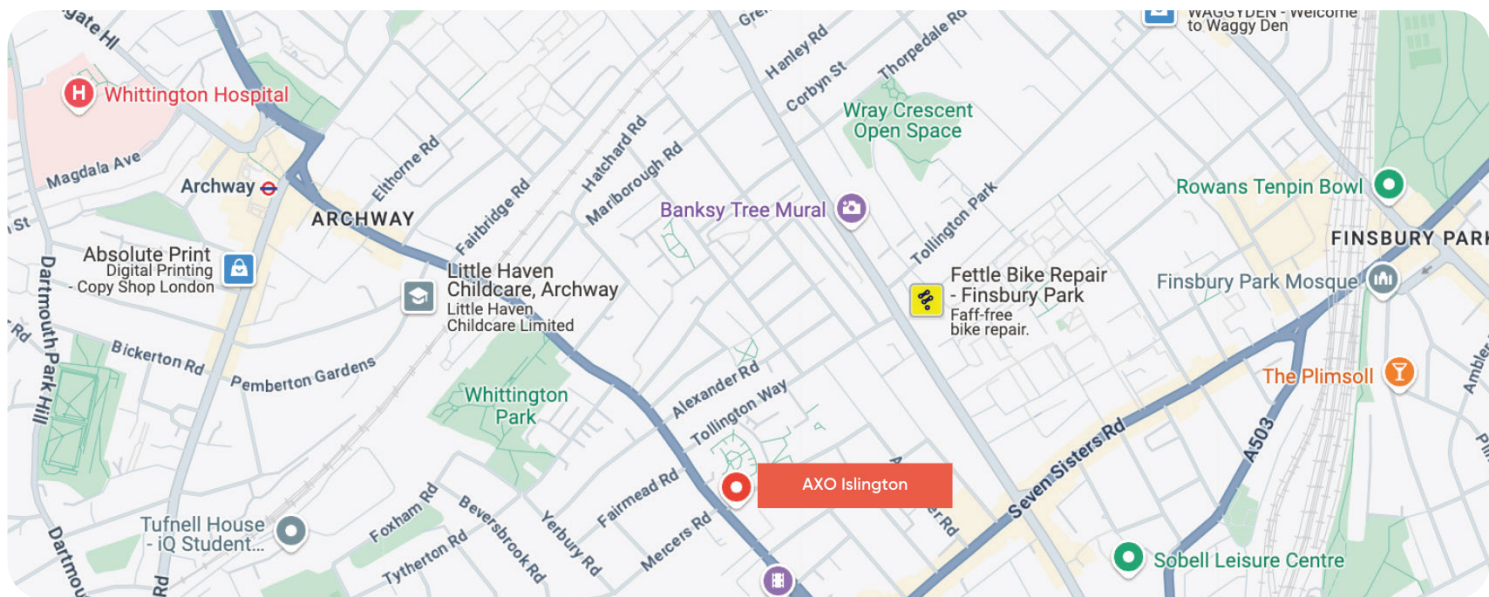 WAGGYDEN - Welcome
to Waggy Den
gate Hl
Hanley Rd
Corbyn St
Thorpedale Rd
Whittington Hospital
Wray Crescent
Open Space
Magdala Ave
Elthorne Rd
Hatchard Rd
Marlborough Rd
Archway
Rowans Tenpin Bowl
ARCHWAY
Fairbridge Rd
Banksy Tree Mural
Tollington Park
FINSBURY PARK
Absolute Print
Digital Printing
- Copy Shop London
Little Haven
Childcare, Archway
Little Haven
Childcare Limited
Fettle Bike Repair
- Finsbury Park
Faff-free
bike repair.
Finsbury Park Mosque
Dartmouth Park Hill
Bickerton Rd
Pemberton Gardens
Whittington
Park
Alexander Rd
Tollington Way
The Plimsoll
Ambler
A503
Seven Sisters Rd
AXO Islington
Fairmead Rd
Mercers Rd
Yerbury Rd
Beversbrook Rd
Foxham Rd
Tytherton Rd
Tufnell House
- iQ Student...
Sobell Leisure Centre
Rd